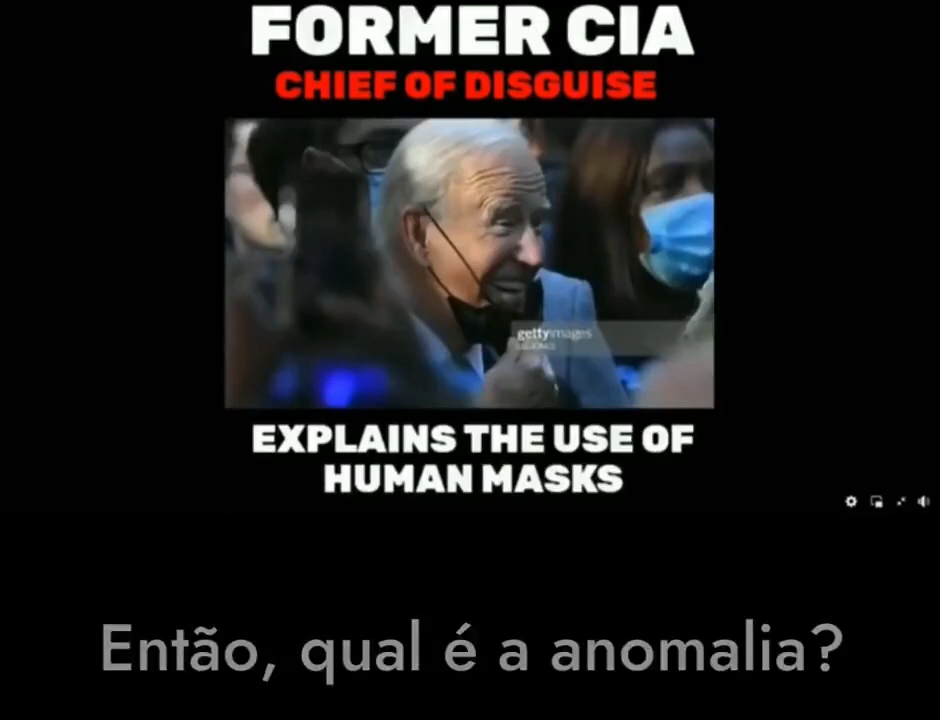 FORMER CIA
CHIEF OF DISGUISE
gettyimages
EXPLAINS THE USE OF
HUMAN MASKS
Então, qual é a anomalia?